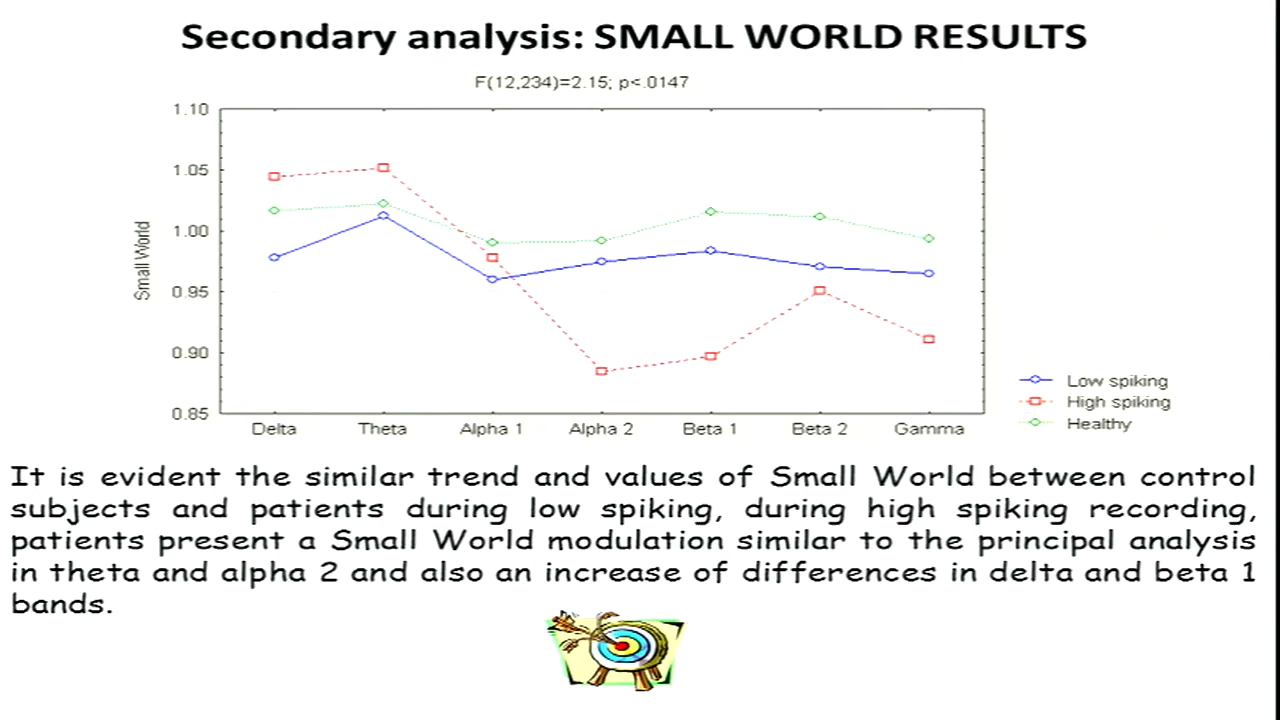 Secondary analysis: SMALL WORLD RESULTS
F(12,234)=2.15; p<.0147
1.10
1.05
1.00
0.95
0.90
0.85
Small World
Delta Theta Alpha 1 Alpha 2 Beta 1 Beta 2 Gamma
Low spiking
High spiking
Healthy
It is evident the similar trend and values of Small World between control
subjects and patients during low spiking, during high spiking recording,
patients present a Small World modulation similar to the principal analysis
in theta and alpha 2 and also an increase of differences in delta and beta 1
bands.